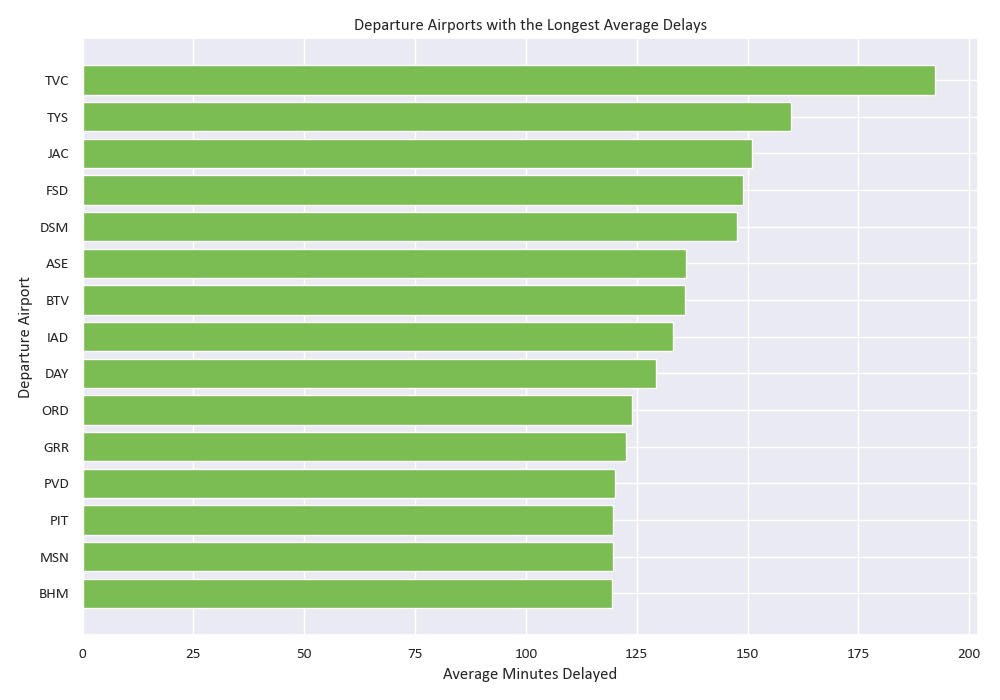 Departure Airports with the Longest Average Delays
Departure Airport
TVC
TYS
JAC
FSD
DSM
ASE
BTV
IAD
DAY
ORD
GRR
PVD
PIT
MSN
BHM
0 25 50 75 100 125 150 175 200
Average Minutes Delayed